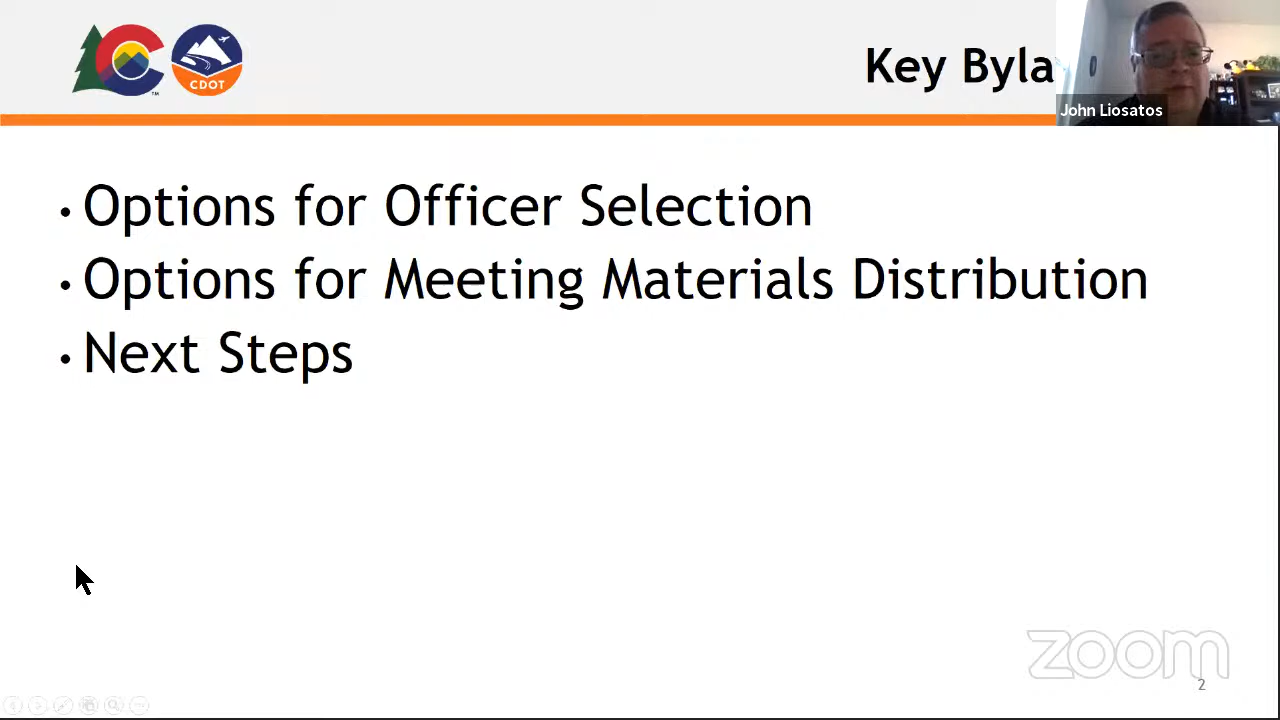 CDOT
Key Byla
John Liosatos
• Options for Officer Selection
• Options for Meeting Materials Distribution
• Next Steps
zoom
2